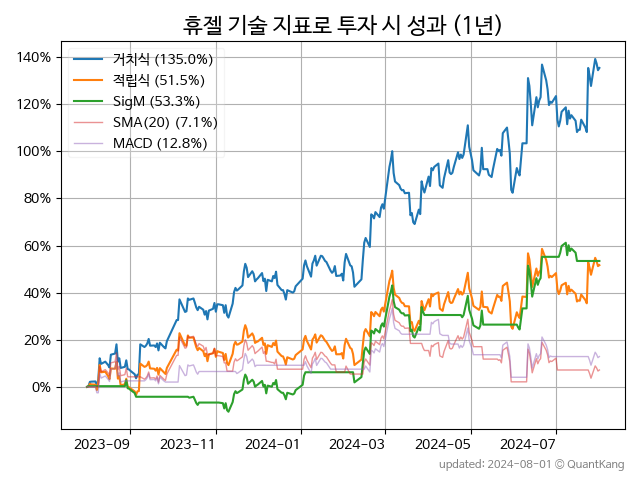 휴젤 기술 지표로 투자 시 성과 (1년)
140%
120%
100%
80%
60%
40%
20%
0%
거치식 (135.0%)
적립식 (51.5%)
SigM (53.3%)
SMA(20) (7.1%)
MACD (12.8%)
2023-09
2023-11
2024-01
2024-03
2024-05
2024-07
updated: 2024-08-01 © QuantKang